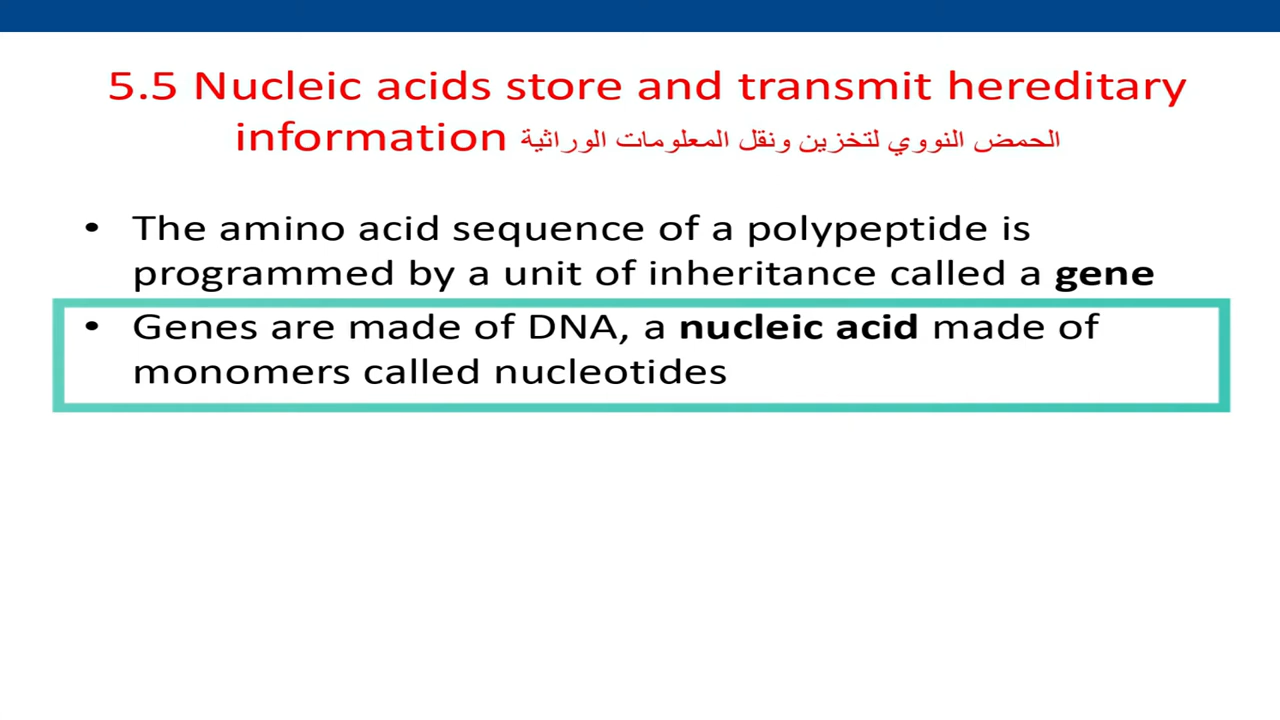 5.5 Nucleic acids store and transmit hereditary
information الحمض النووي لتخزين ونقل المعلومات الوراثية
• The amino acid sequence of a polypeptide is
programmed by a unit of inheritance called a gene
• Genes are made of DNA, a nucleic acid made of
monomers called nucleotides